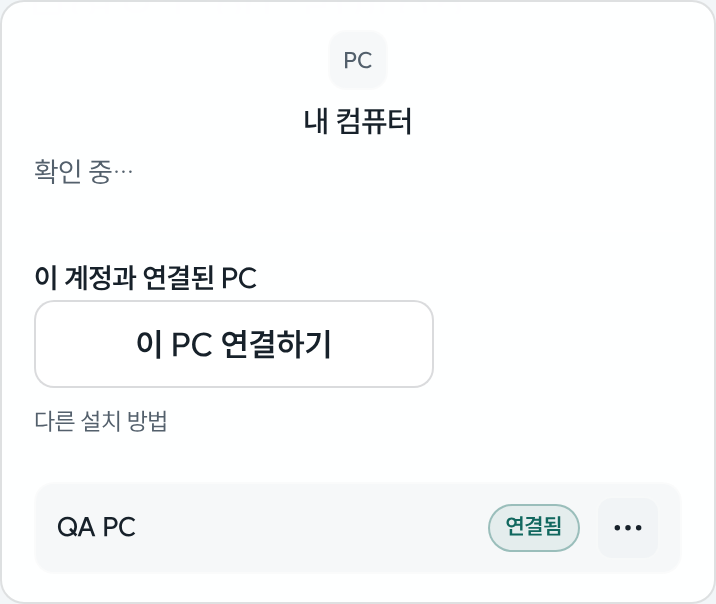 PC
내 컴퓨터
확인 중…
이 계정과 연결된 PC
이 PC 연결하기
다른 설치 방법
QA PC
연결됨